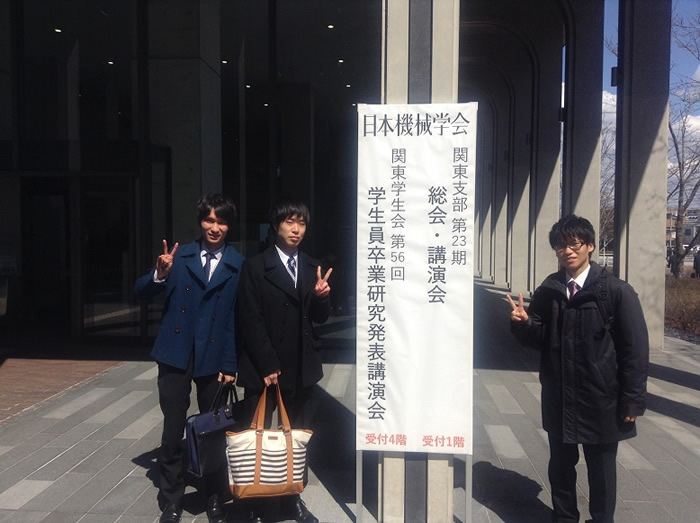 日本機械学会
関東支部 第23期
総会・講演会
関東学生会 第56回
学生員卒業研究発表講演会
受付4階
受付1階